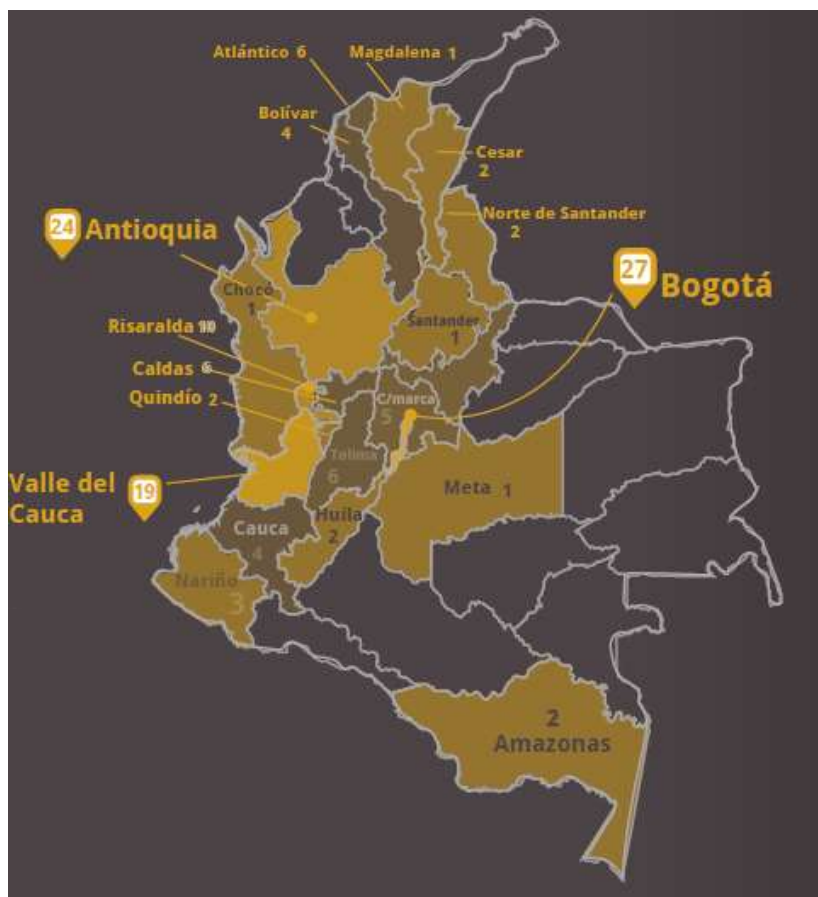 Atlántico 6
Magdalena 1
Bolívar
4
Cesar
2
Norte de Santander
2
24 Antioquia
27 Bogotá
Chocó
1
Santander
1
Risaralda 10
Caldas 6
Quindío 2
C/marca
5
Tolima
6
Valle del
Cauca
19
Meta 1
Huila
2
Cauca
4
Nariño
3
2
Amazonas